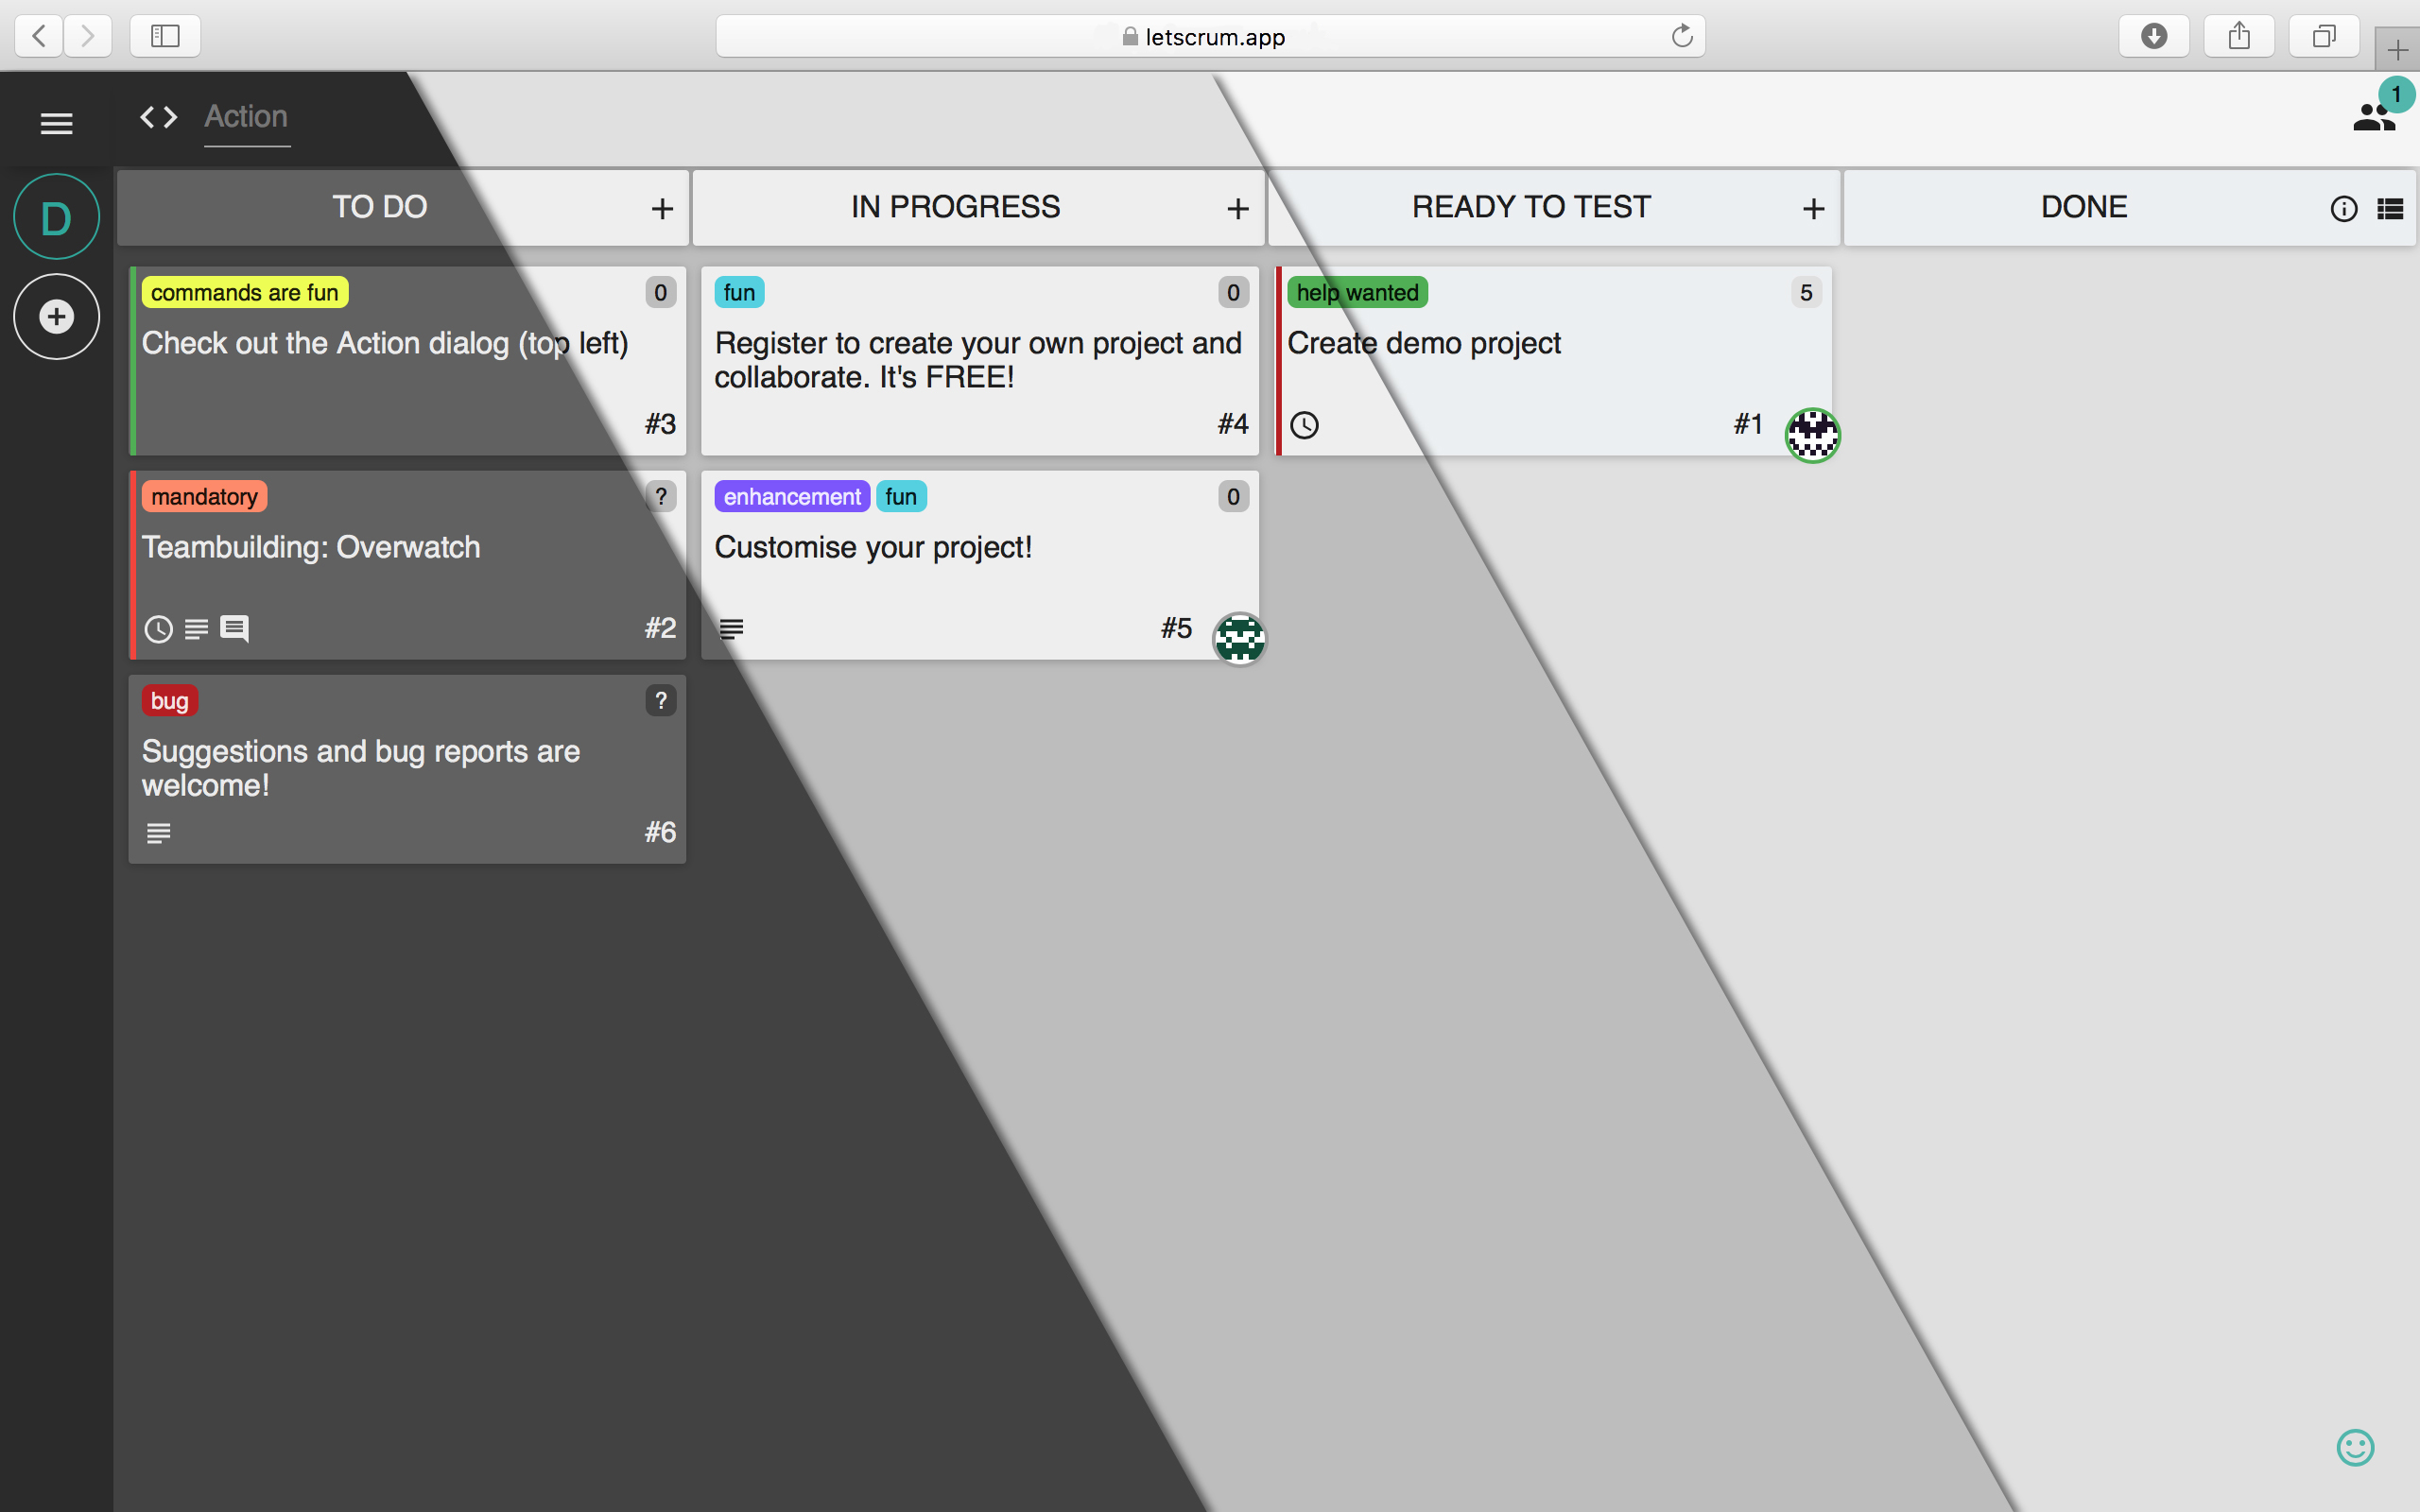 letscrum.app
Action
1
D
TO DO
IN PROGRESS
READY TO TEST
DONE
commands are fun
0
Check out the Action dialog (top left)
#3
mandatory
?
Teambuilding: Overwatch
#2
bug
?
Suggestions and bug reports are
welcome!
#6
fun
0
Register to create your own project and
collaborate. It's FREE!
#4
enhancement fun
0
Customise your project!
#5
help wanted
5
Create demo project
#1